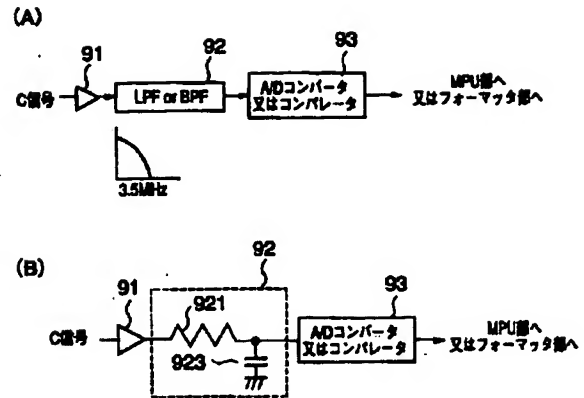 (A)
91
92
93
C信号
LPF or BPF
A/Dコンバータ
又はコンパレータ
MPU部へ
又はフォーマッタ部へ
3.5MHz
(B)
92
91
921
93
C信号
923
A/Dコンバータ
又はコンパレータ
MPU部へ
又はフォーマッタ部へ